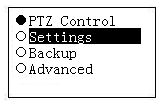 PTZ Control
Settings
Backup
Advanced